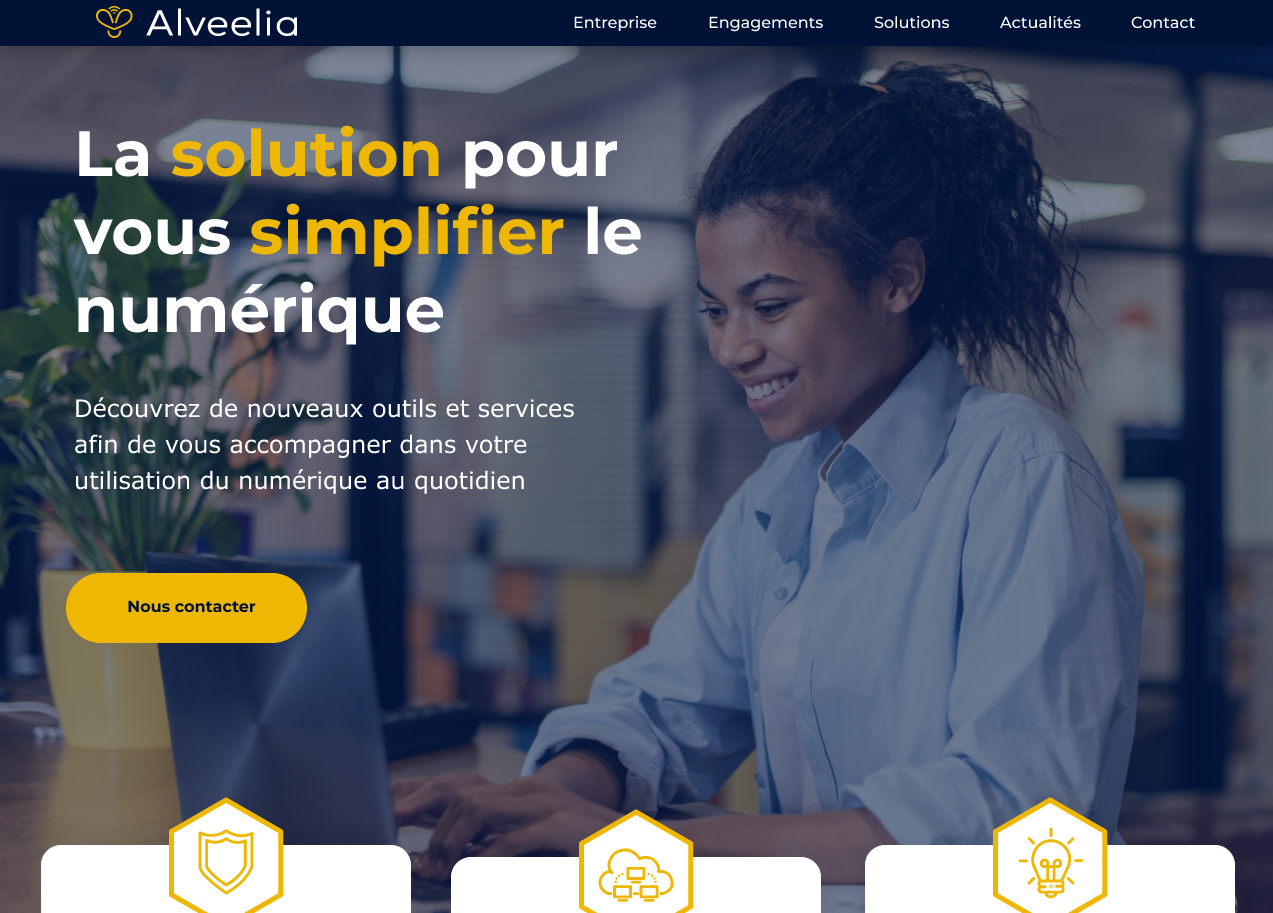 Alveelia
Entreprise Engagements Solutions Actualités Contact
La solution pour
vous simplifier le
numérique
Découvrez de nouveaux outils et services
afin de vous accompagner dans votre
utilisation du numérique au quotidien
Nous contacter